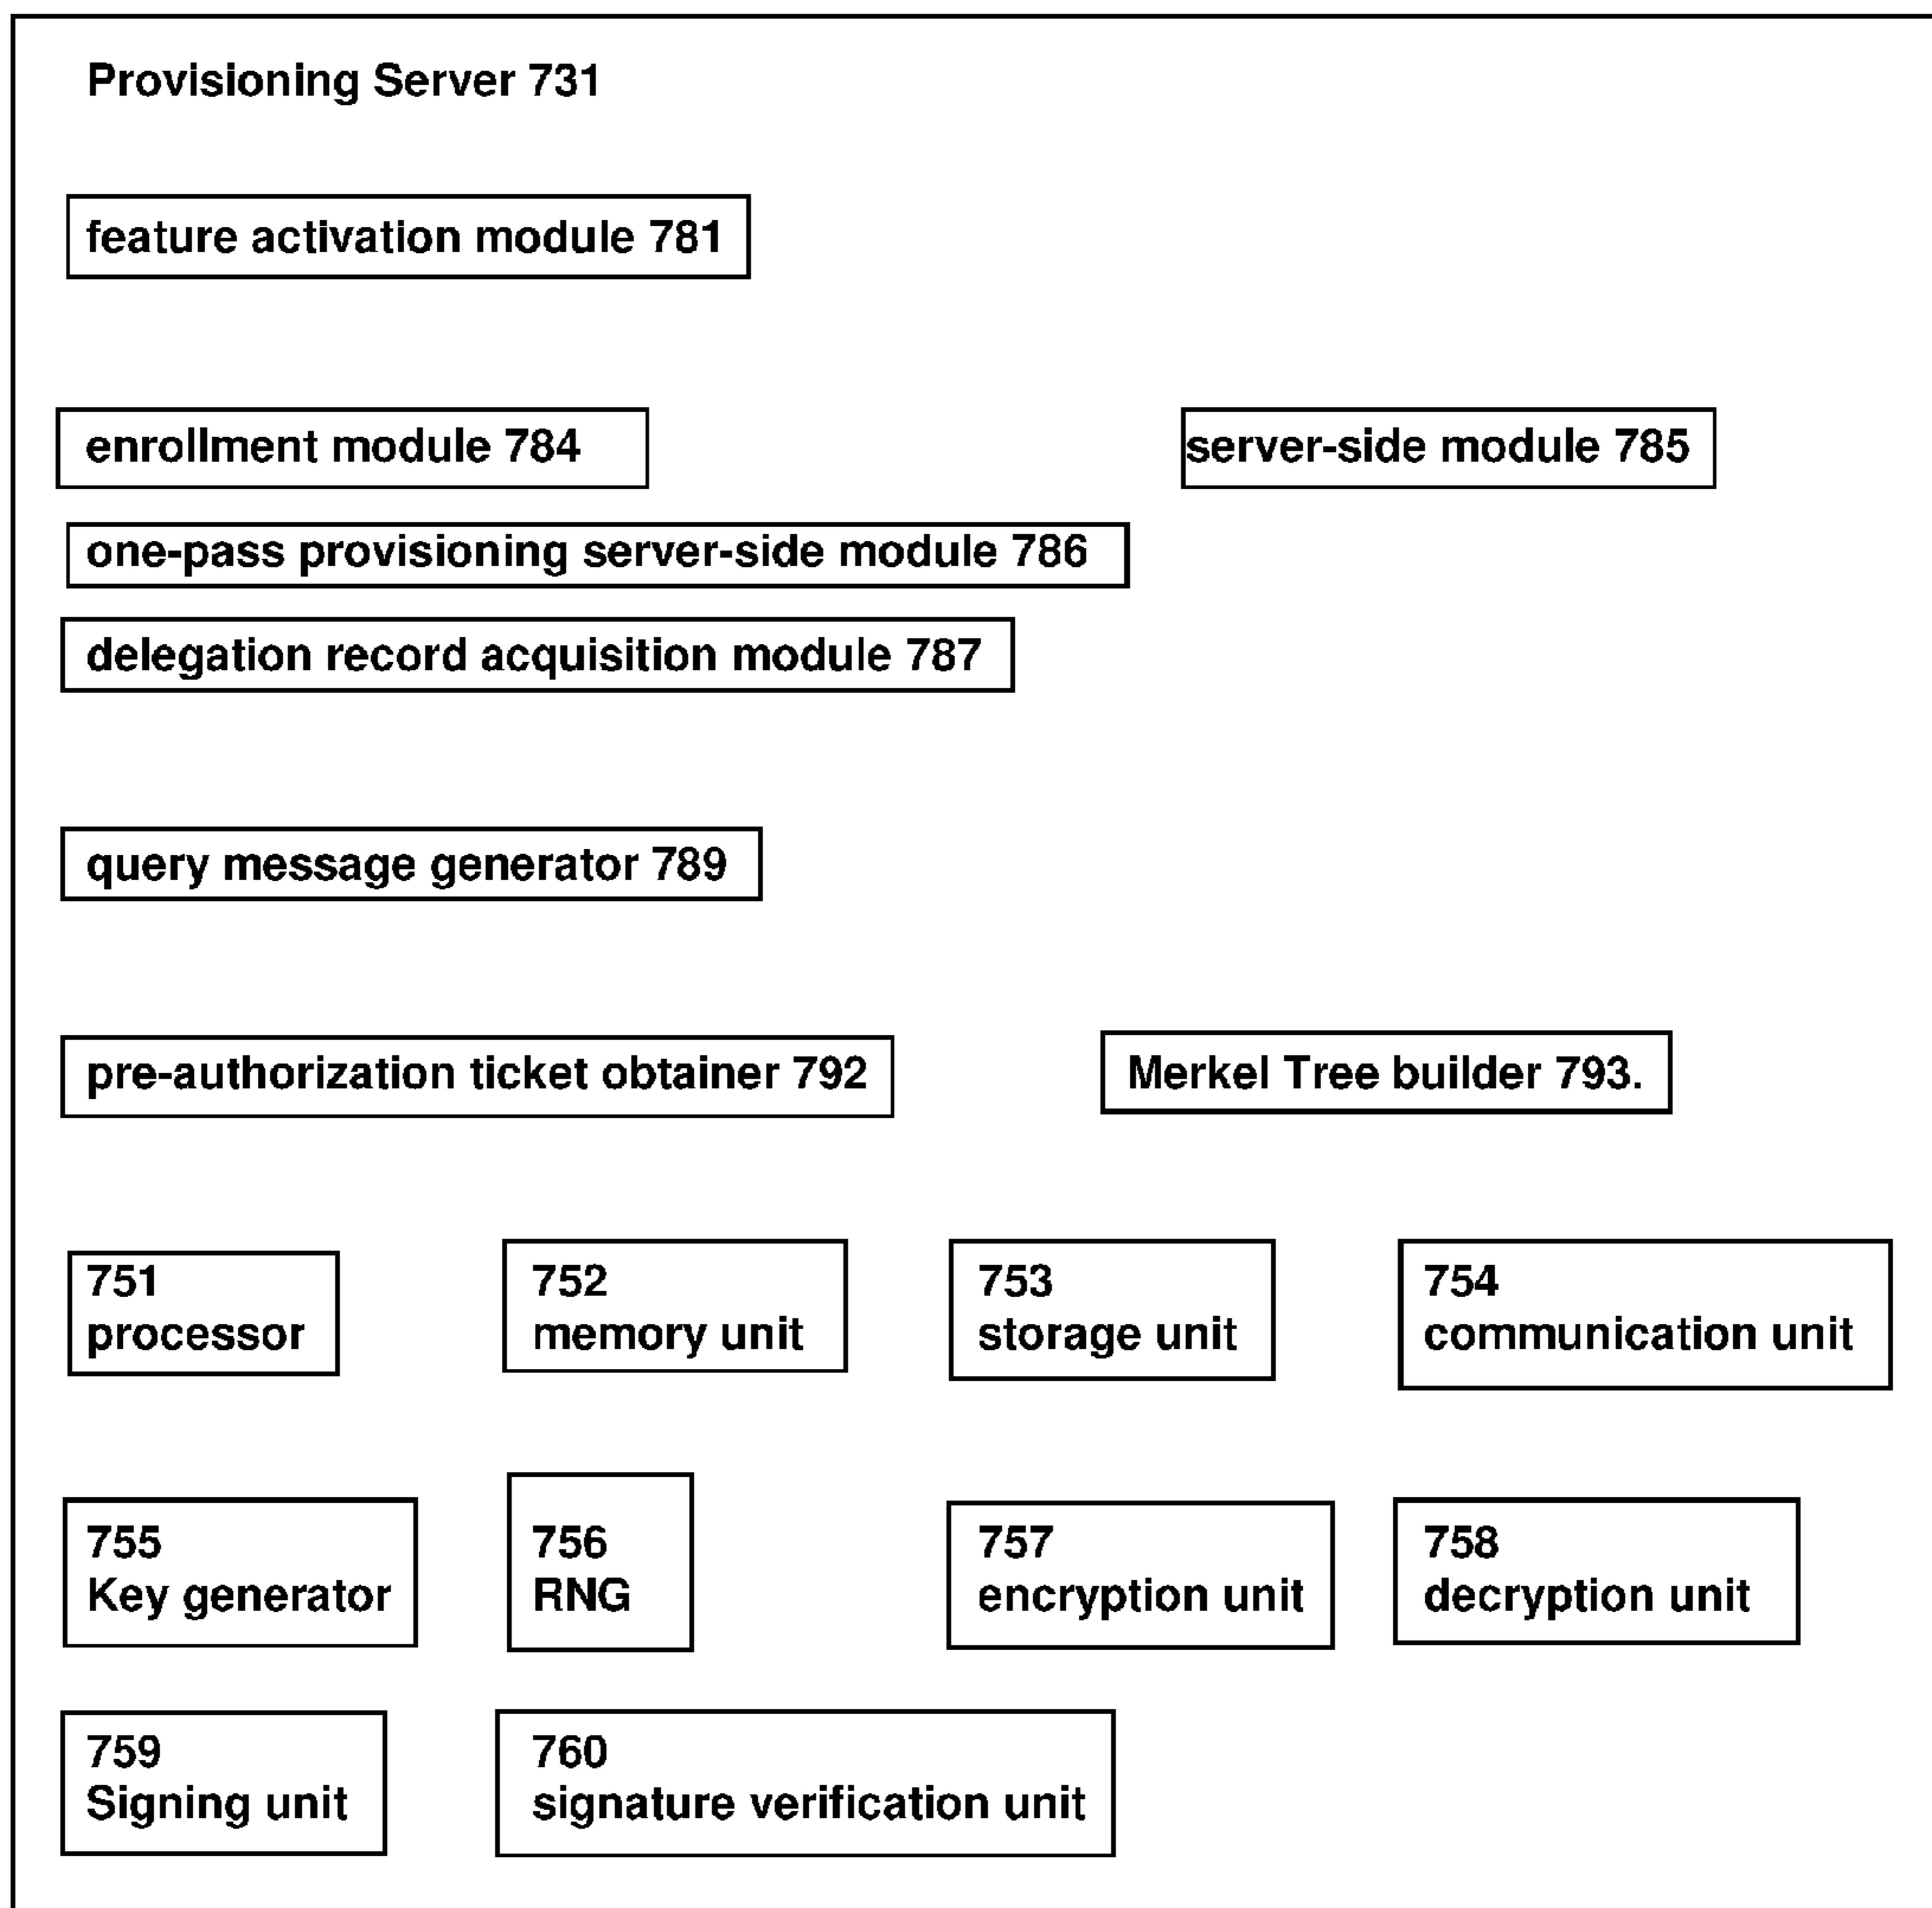 Provisioning Server 731
feature activation module 781
enrollment module 784
server-side module 785
one-pass provisioning server-side module 786
delegation record acquisition module 787
query message generator 789
pre-authorization ticket obtainer 792
Merkel Tree builder 793.
751
processor
752
memory unit
753
storage unit
754
communication unit
755
Key generator
756
RNG
757
encryption unit
758
decryption unit
759
Signing unit
760
signature verification unit